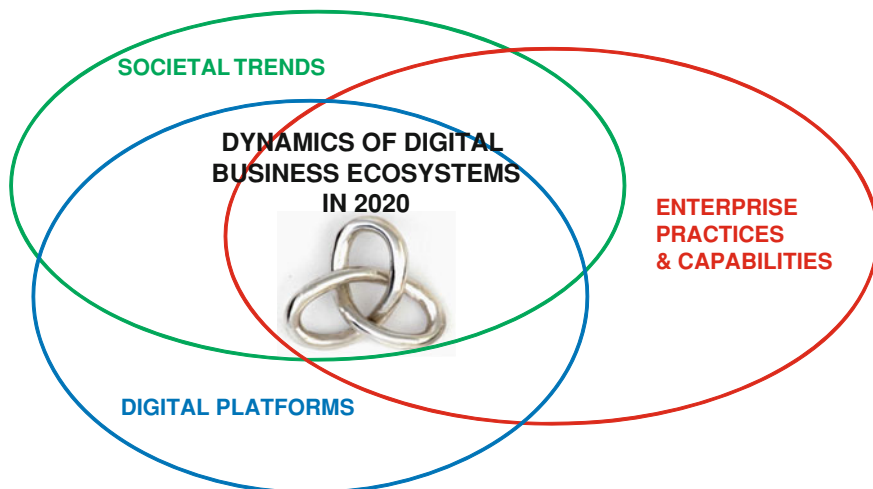 SOCIETAL TRENDS
DYNAMICS OF DIGITAL
BUSINESS ECOSYSTEMS
IN 2020
ENTERPRISE
PRACTICES
& CAPABILITIES
DIGITAL PLATFORMS